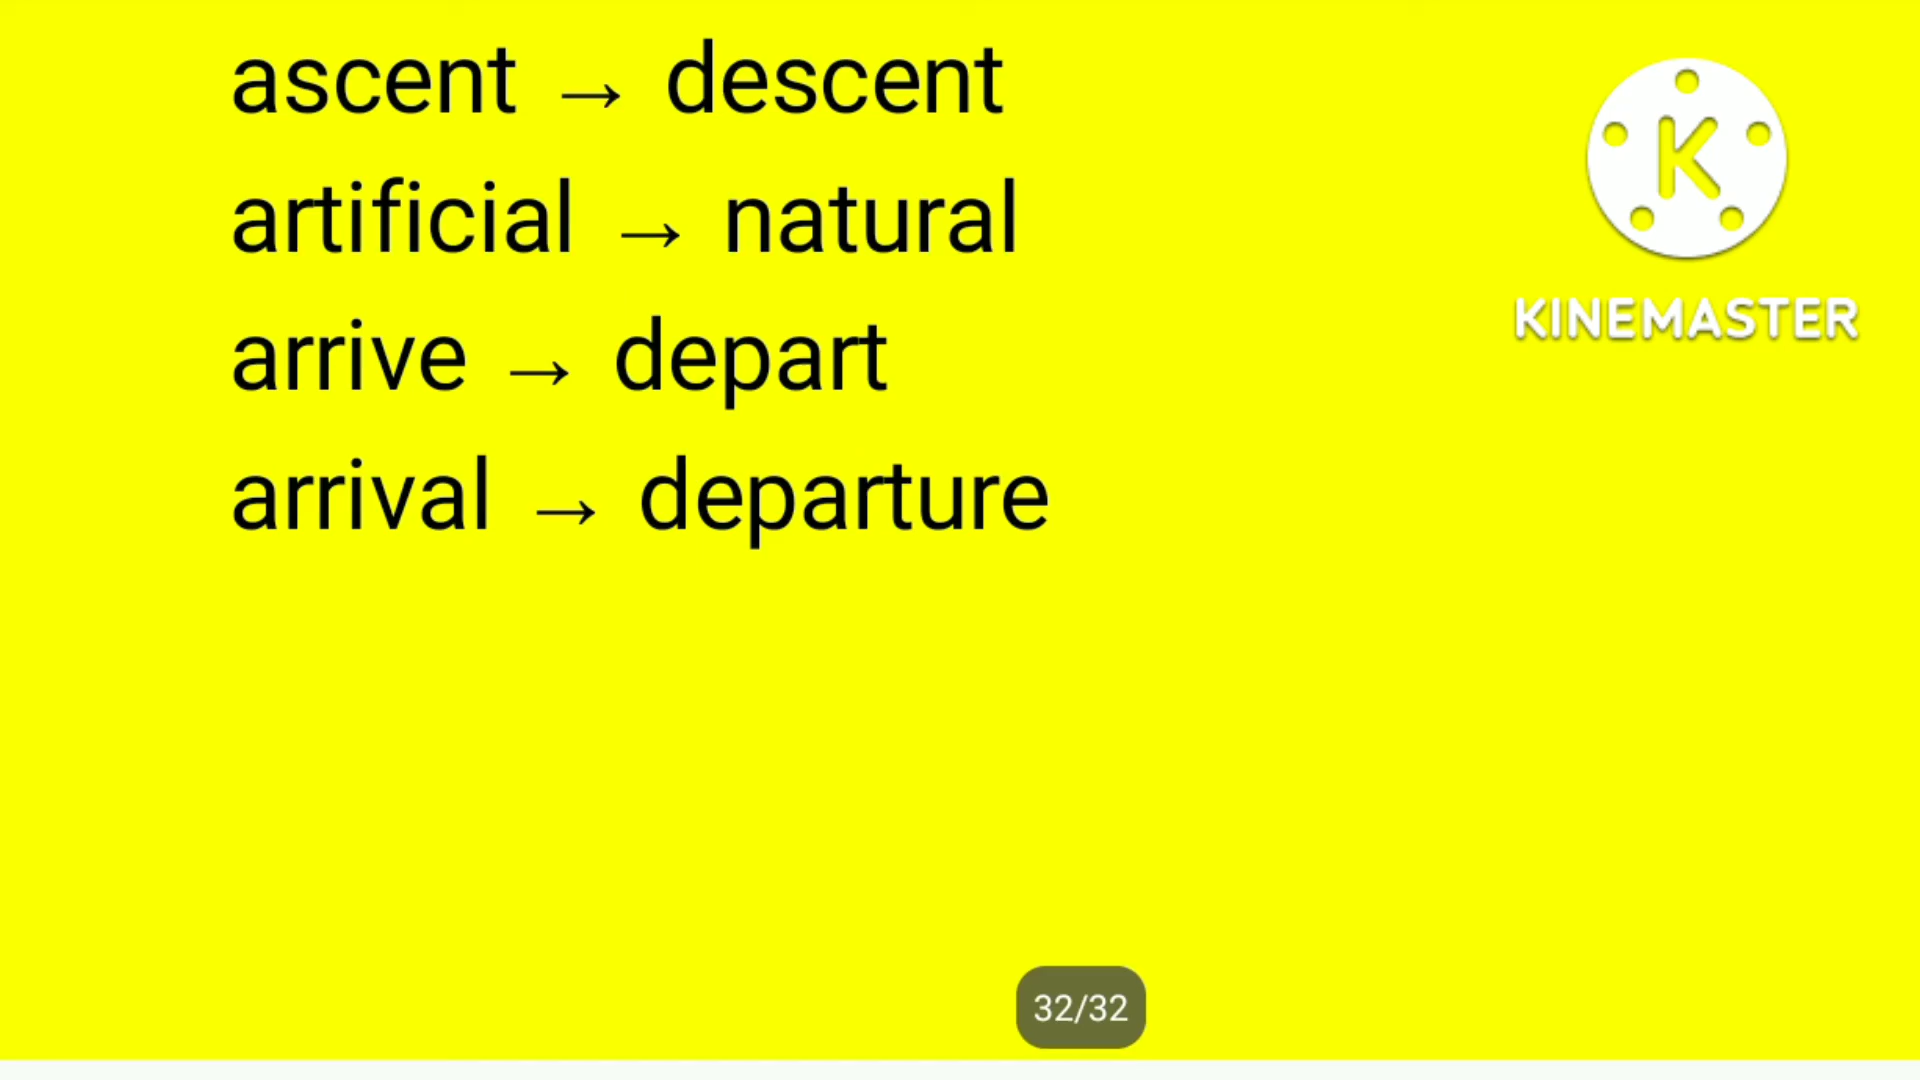 ascent → descent
artificial → natural
arrive → depart
arrival → departure
K
KINEMASTER
32/32